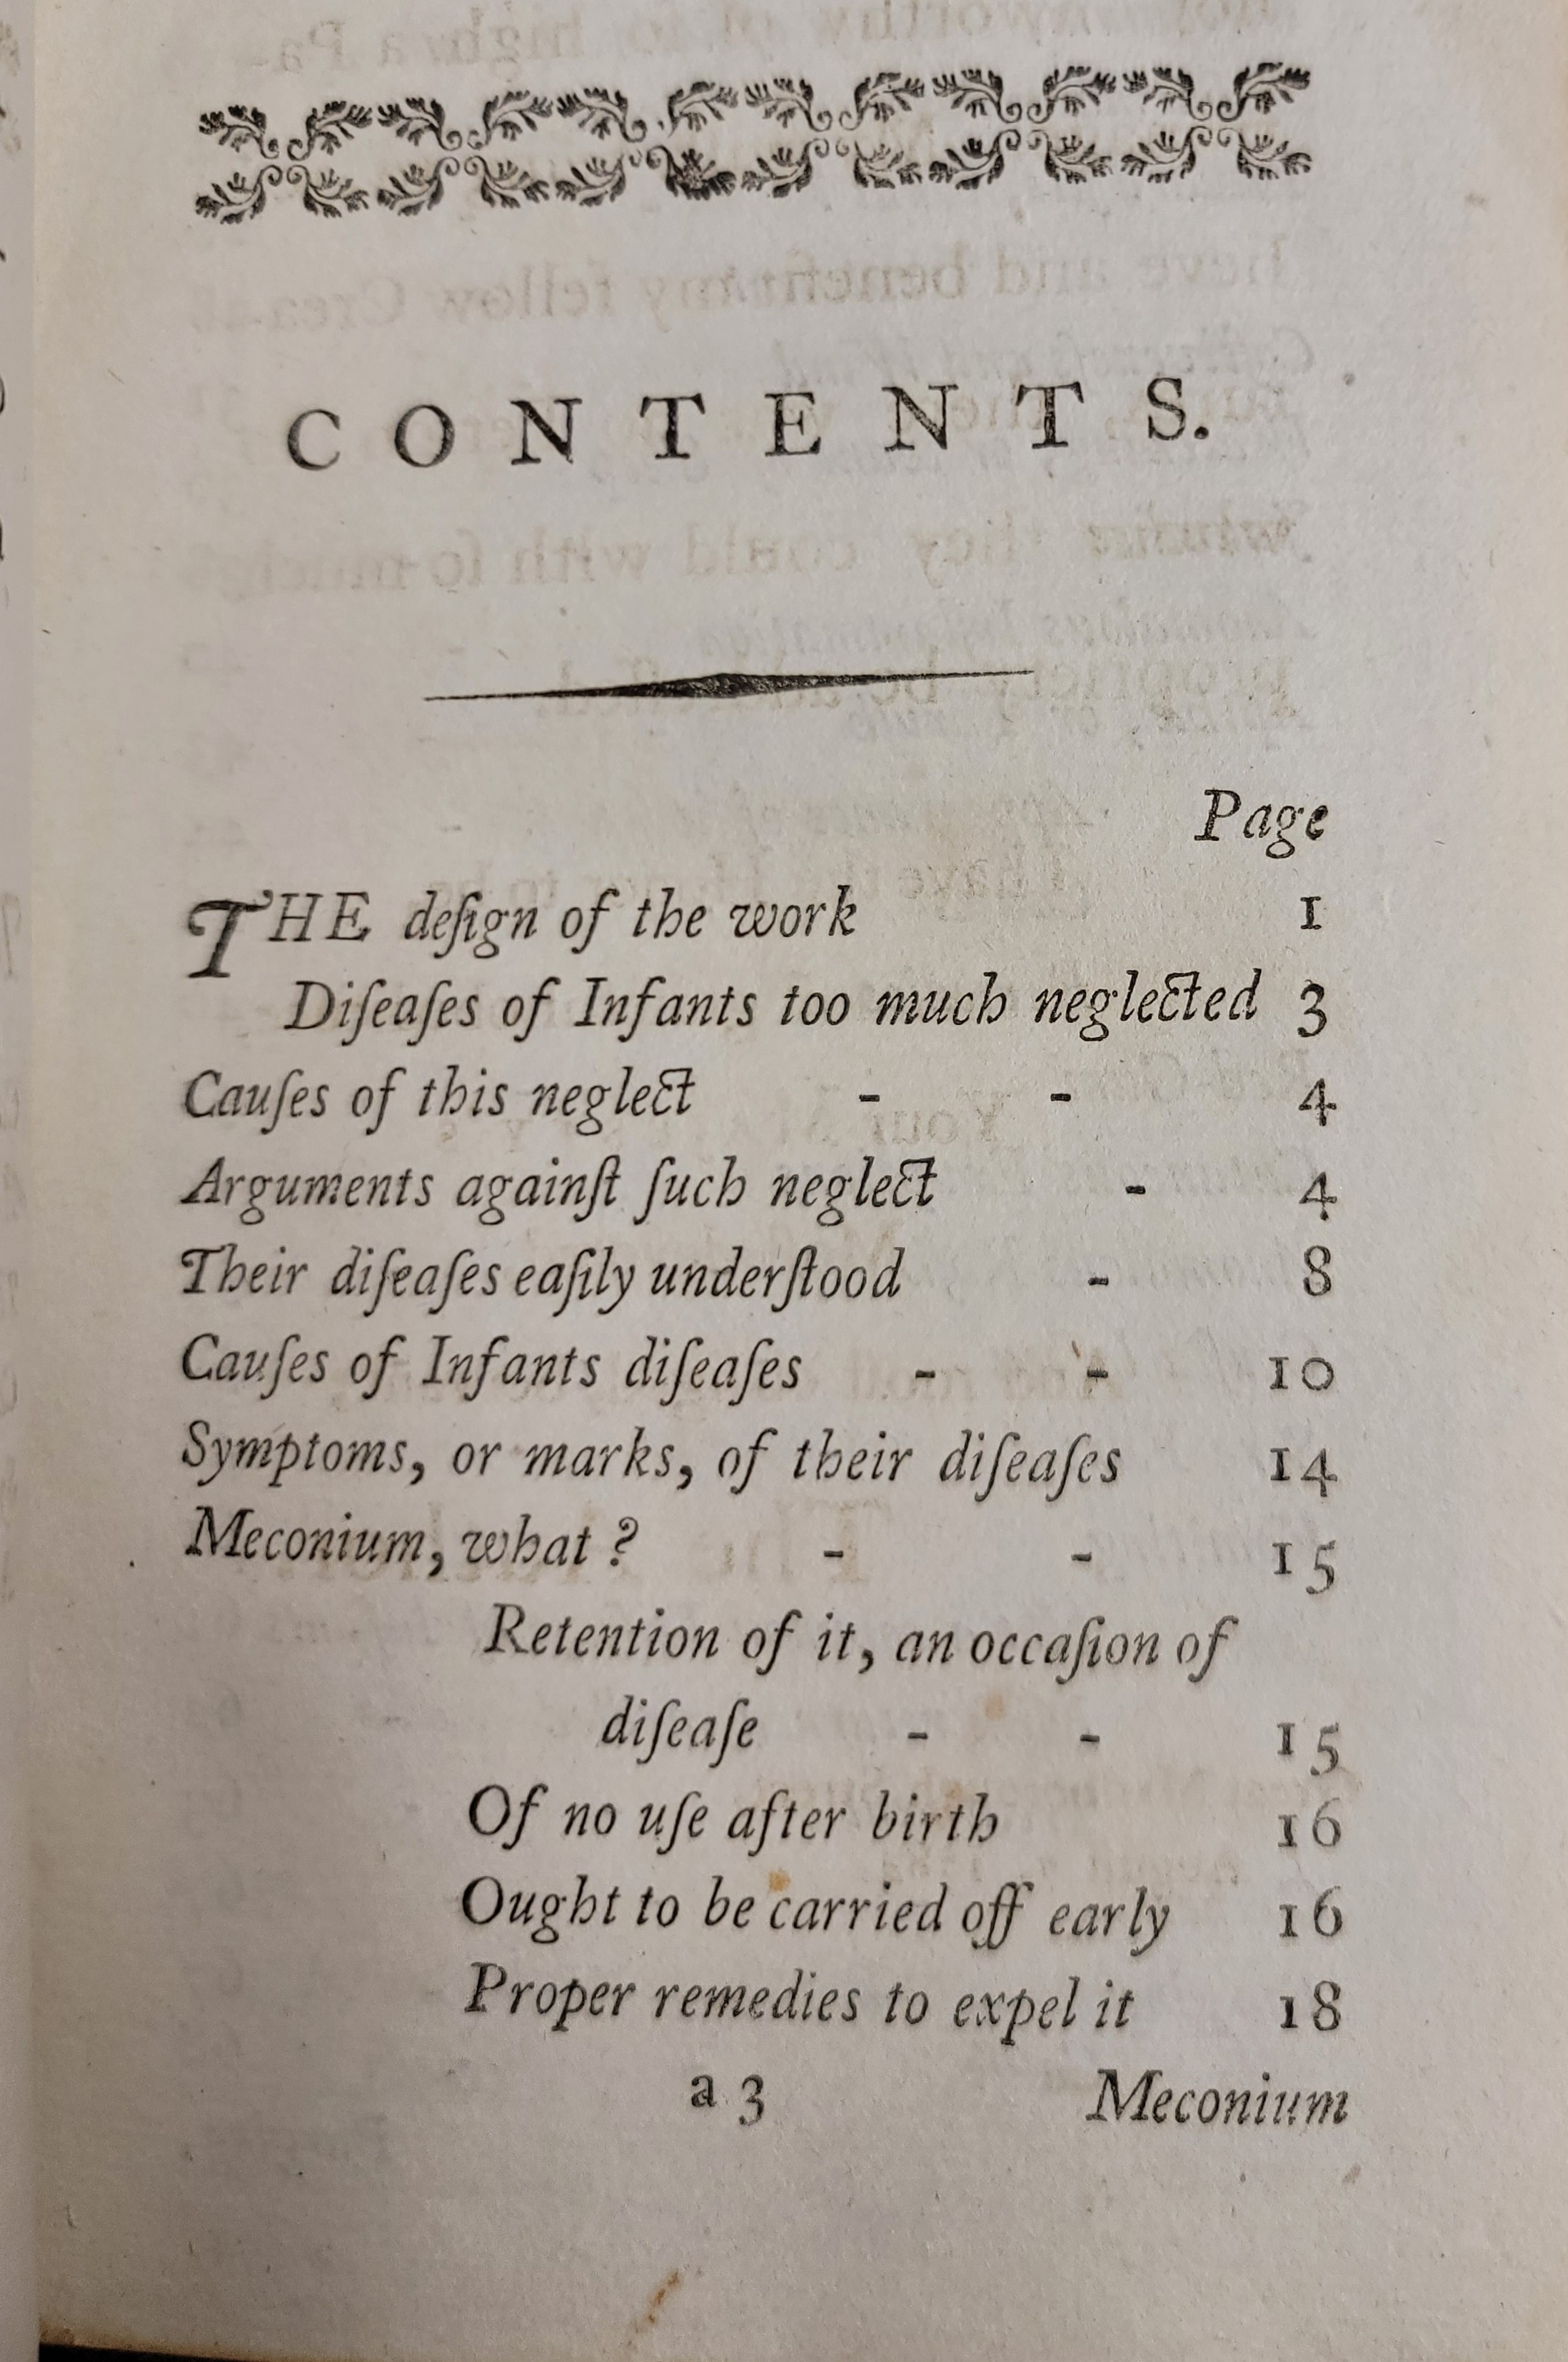 CONTENTS.
Page
THE deſign of the work 1
Diſeaſes of Infants too much neglected 3
Cauſes of this neglect - - 4
Arguments againſt ſuch neglect - 4
Their diſeaſes eaſily underſtood - 8
Cauſes of Infants diſeaſes - - 10
Symptoms, or marks, of their diſeaſes 14
Meconium, what? - - 15
Retention of it, an occaſion of
diſeaſe - - 15
Of no uſe after birth 16
Ought to be carried off early 16
Proper remedies to expel it 18
a 3 Meconium